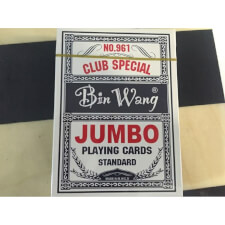 NO.961
CLUB SPECIAL
Bin Wang®
JUMBO
PLAYING CARDS
STANDARD